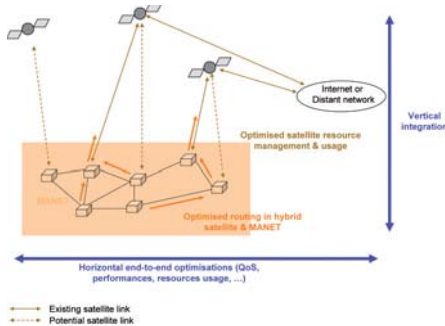 Internet or
Distant network
Vertical
integration
Optimised satellite resource
management & usage
MANET
Optimised routing in hybrid
satellite & MANET
Horizontal end-to-end optimisations (QoS,
performances, resources usage, ...)
Existing satellite link
Potential satellite link